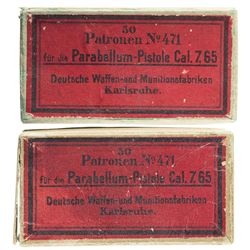 50
Patronen Nº 471
für die Parabellum-Pistole Cal. 7,65
Deutsche Waffen- und Munitionsfabriken
Karlsruhe.
50
Patronen Nº 471
für die Parabellum-Pistole Cal. 7,65
Deutsche Waffen- und Munitionsfabriken
Karlsruhe.